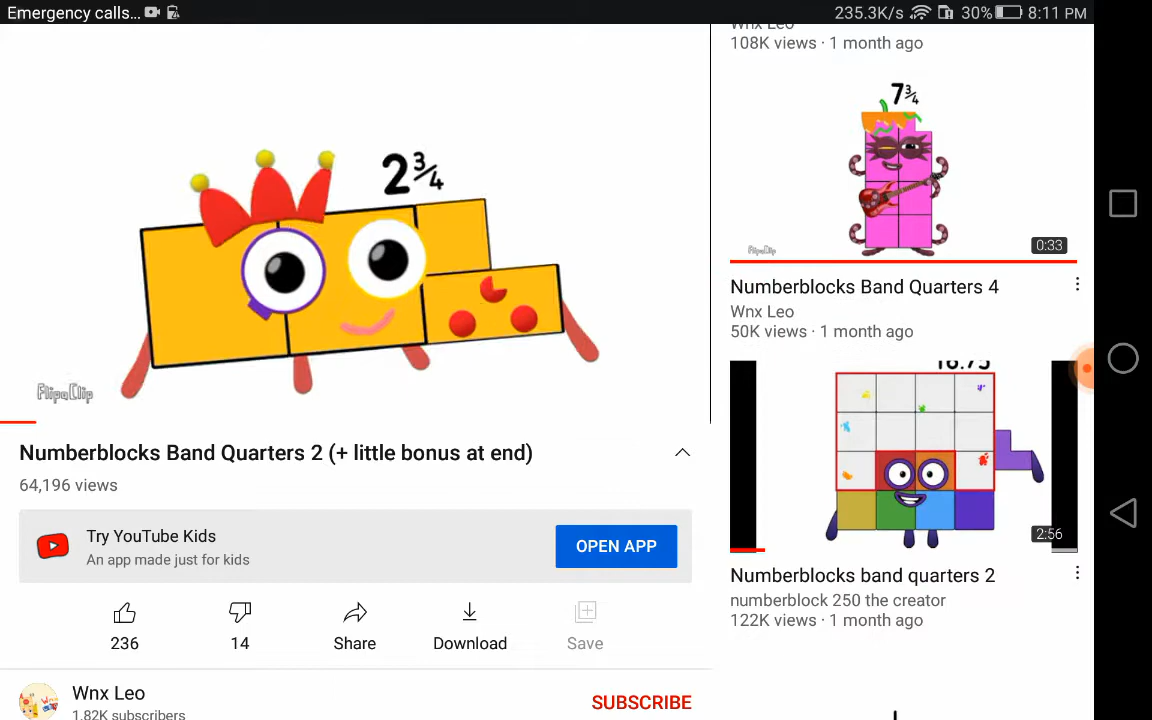 Emergency calls...
235.3K/s 30% 8:11 PM
2¾
FlipaClip
Numberblocks Band Quarters 2 (+ little bonus at end)
64,196 views
Try YouTube Kids
An app made just for kids
OPEN APP
236
14
Share
Download
Save
Wnx Leo
1.82K subscribers
SUBSCRIBE
Wnx Leo
108K views · 1 month ago
7¾
FlipaClip
0:33
Numberblocks Band Quarters 4
Wnx Leo
50K views · 1 month ago
16.75
2:56
Numberblocks band quarters 2
numberblock 250 the creator
122K views · 1 month ago